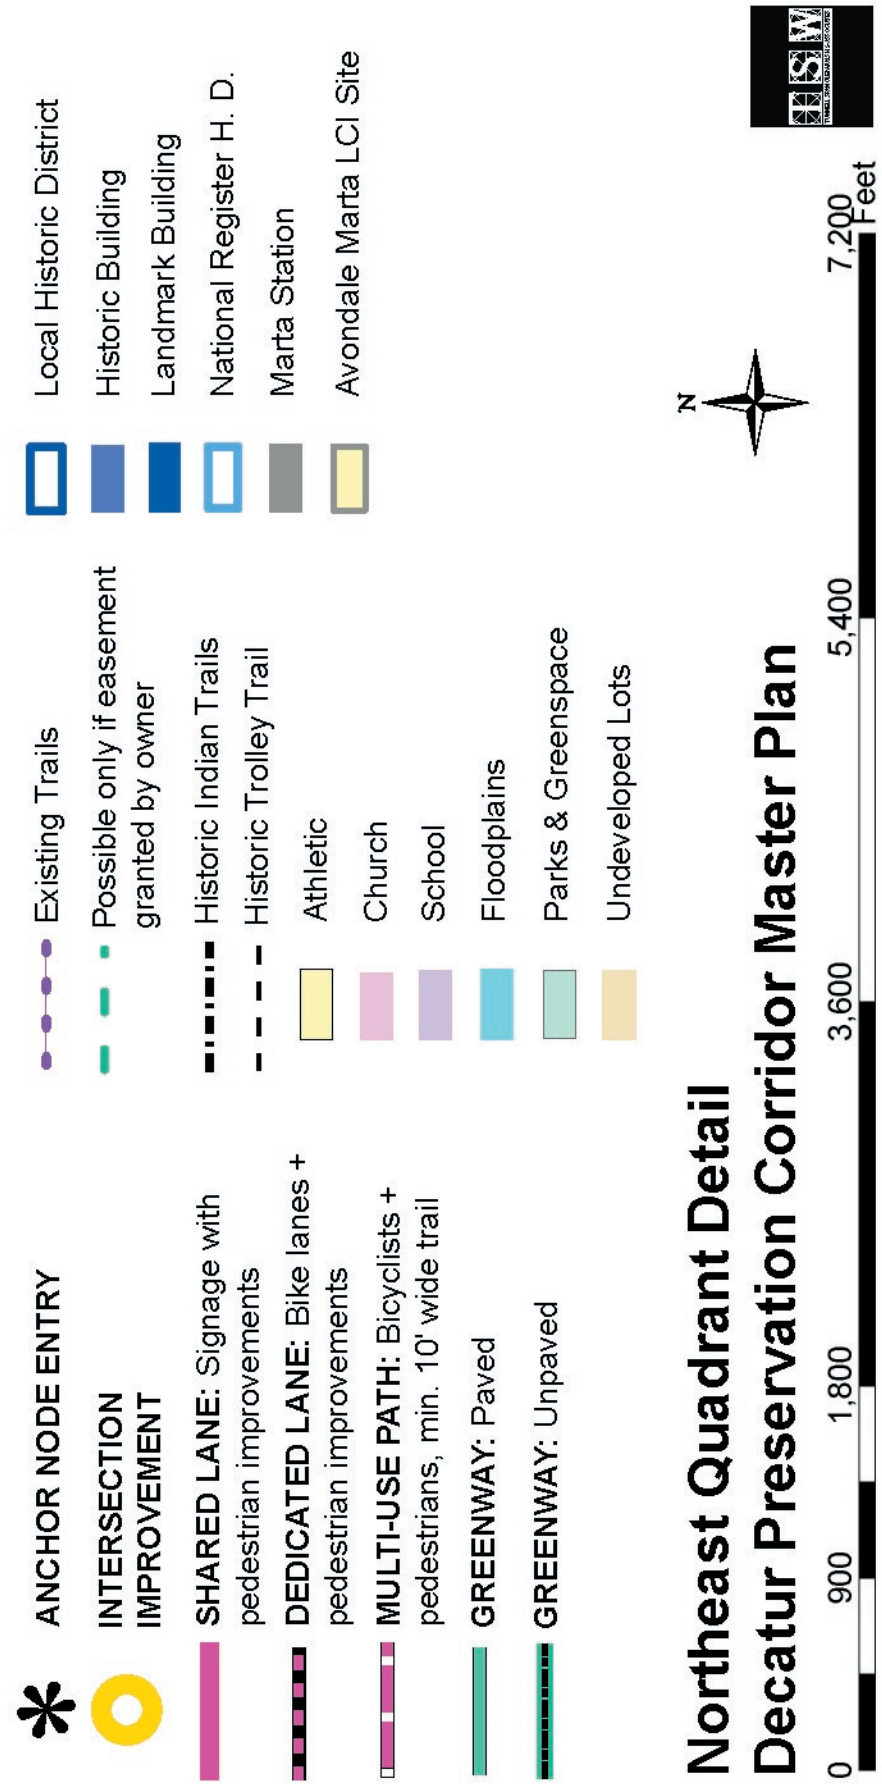 ANCHOR NODE ENTRY
INTERSECTION
IMPROVEMENT
SHARED LANE: Signage with
pedestrian improvements
DEDICATED LANE: Bike lanes +
pedestrian improvements
MULTI-USE PATH: Bicyclists +
pedestrians, min. 10' wide trail
GREENWAY: Paved
GREENWAY: Unpaved
Existing Trails
Possible only if easement
granted by owner
Historic Indian Trails
Historic Trolley Trail
Athletic
Church
School
Floodplains
Parks & Greenspace
Undeveloped Lots
Local Historic District
Historic Building
Landmark Building
National Register H. D.
Marta Station
Avondale Marta LCI Site
Northeast Quadrant Detail
Decatur Preservation Corridor Master Plan
N
0 900 1,800 3,600 5,400 7,200
Feet
TSW